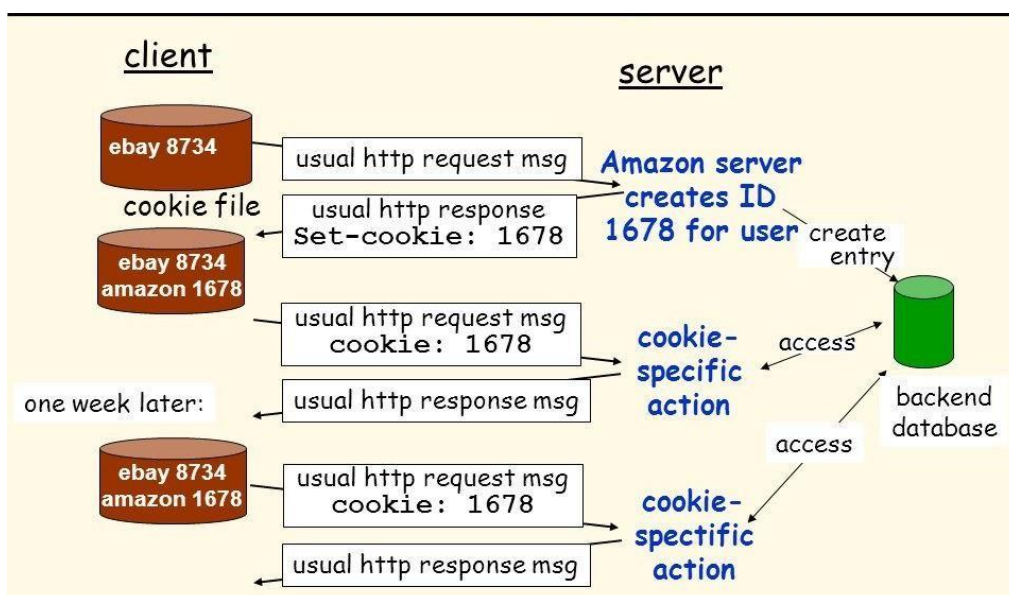 client
server
ebay 8734
usual http request msg
Amazon server
creates ID
1678 for user
cookie file
usual http response
Set-cookie: 1678
create
entry
ebay 8734
amazon 1678
usual http request msg
cookie: 1678
cookie-
specific
action
access
usual http response msg
one week later:
backend
database
access
ebay 8734
amazon 1678
usual http request msg
cookie: 1678
cookie-
spectific
action
usual http response msg